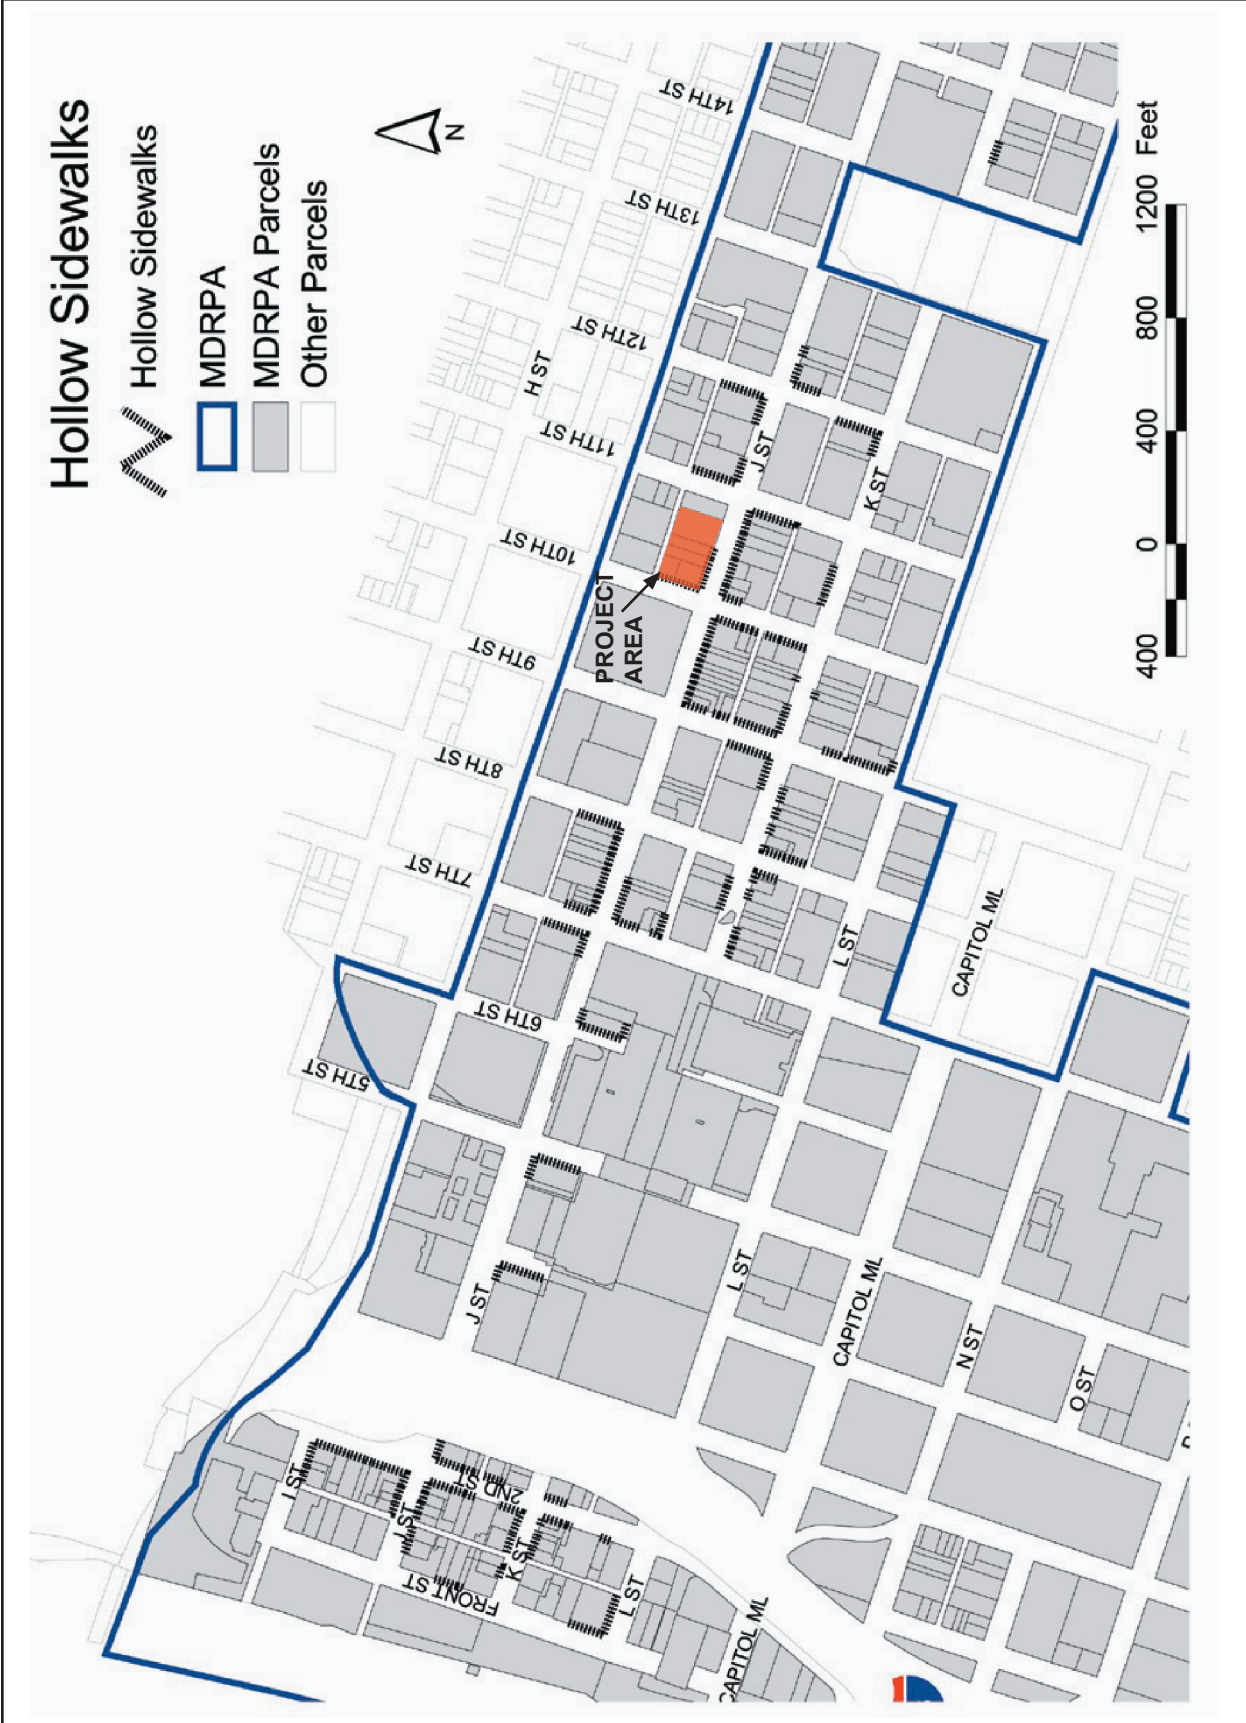 Hollow Sidewalks
Hollow Sidewalks
MDRPA
MDRPA Parcels
Other Parcels
N
14TH ST
13TH ST
12TH ST
H ST
11TH ST
10TH ST
9TH ST
8TH ST
7TH ST
6TH ST
5TH ST
J ST
K ST
PROJECT
AREA
L ST
CAPITOL ML
J ST
L ST
CAPITOL ML
N ST
O ST
I ST
J ST
2ND ST
K ST
FRONT ST
L ST
CAPITOL ML
400 0 400 800 1200 Feet